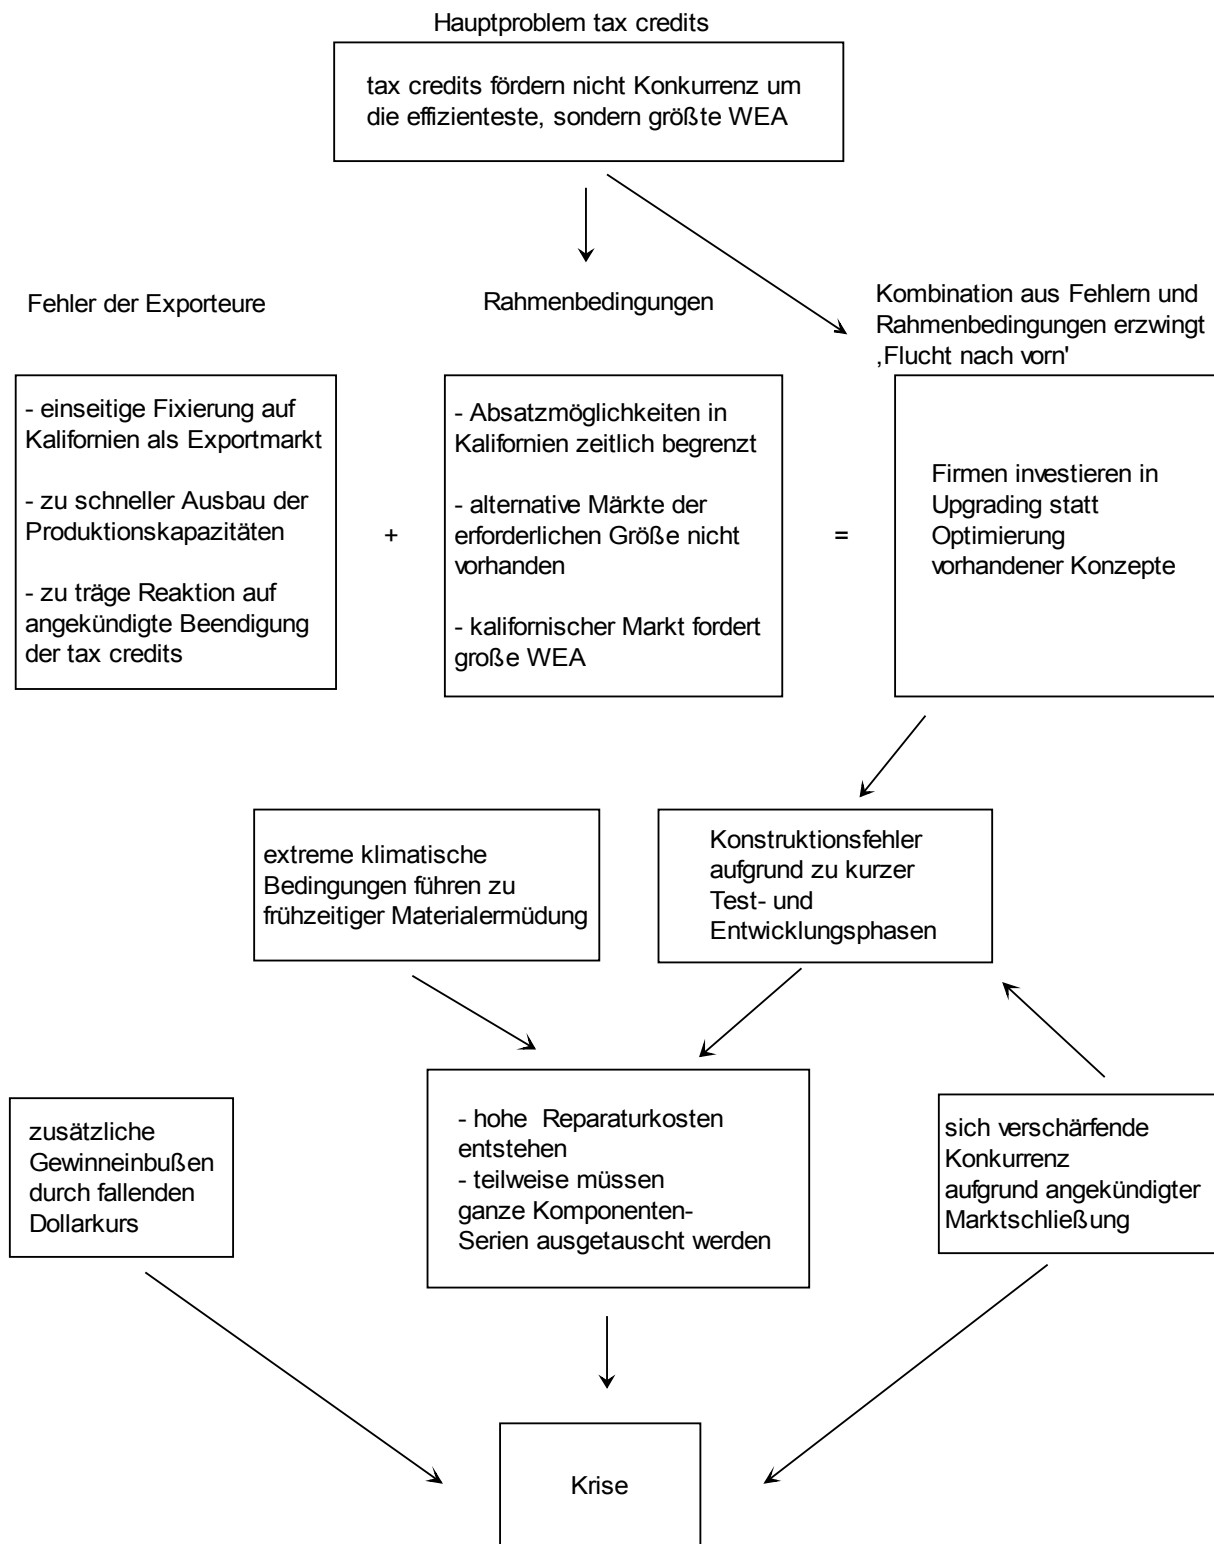 Hauptproblem tax credits
tax credits fördern nicht Konkurrenz um
die effizienteste, sondern größte WEA
Fehler der Exporteure
Rahmenbedingungen
Kombination aus Fehlern und
Rahmenbedingungen erzwingt
‚Flucht nach vorn'
- einseitige Fixierung auf
Kalifornien als Exportmarkt
- zu schneller Ausbau der
Produktionskapazitäten
- zu träge Reaktion auf
angekündigte Beendigung
der tax credits
+
- Absatzmöglichkeiten in
Kalifornien zeitlich begrenzt
- alternative Märkte der
erforderlichen Größe nicht
vorhanden
- kalifornischer Markt fordert
große WEA
=
Firmen investieren in
Upgrading statt
Optimierung
vorhandener Konzepte
extreme klimatische
Bedingungen führen zu
frühzeitiger Materialermüdung
Konstruktionsfehler
aufgrund zu kurzer
Test- und
Entwicklungsphasen
zusätzliche
Gewinneinbußen
durch fallenden
Dollarkurs
- hohe Reparaturkosten
entstehen
- teilweise müssen
ganze Komponenten-
Serien ausgetauscht werden
sich verschärfende
Konkurrenz
aufgrund angekündigter
Marktschließung
Krise